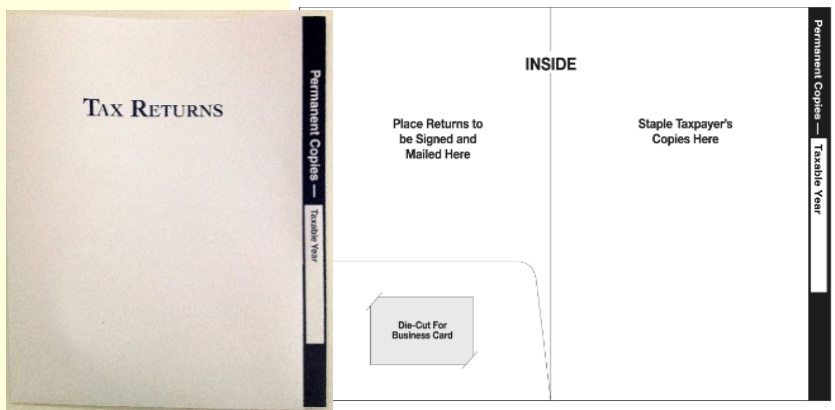 TAX RETURNS
Permanent Copies —
Taxable Year
INSIDE
Place Returns to
be Signed and
Mailed Here
Staple Taxpayer's
Copies Here
Die-Cut For
Business Card
Permanent Copies —
Taxable Year